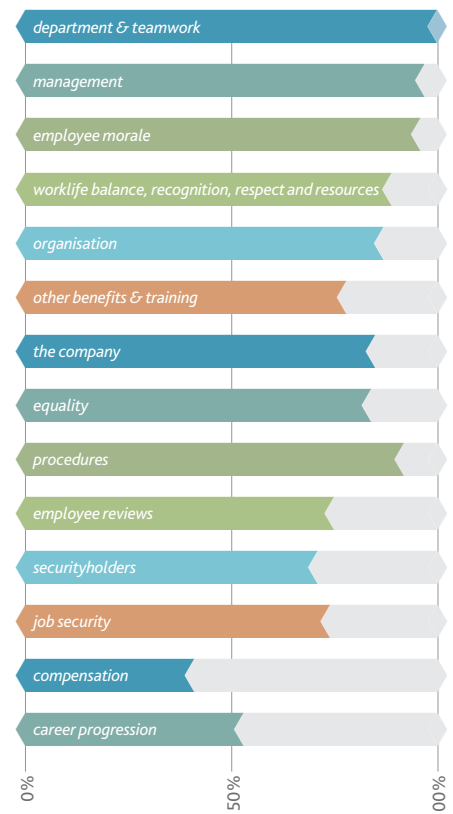 department & teamwork
management
employee morale
worklife balance, recognition, respect and resources
organisation
other benefits & training
the company
equality
procedures
employee reviews
securityholders
job security
compensation
career progression
0%
50%
00%